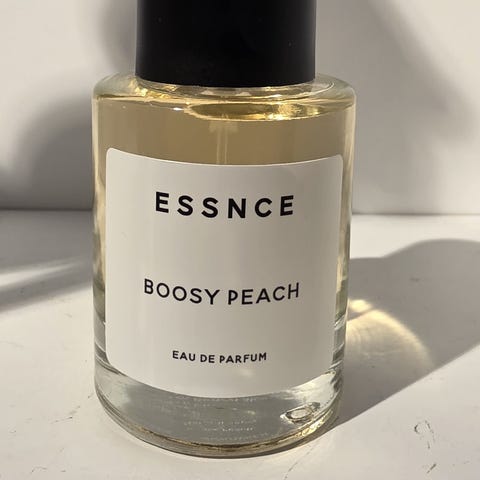 ESSNCE
BOOSY PEACH
EAU DE PARFUM